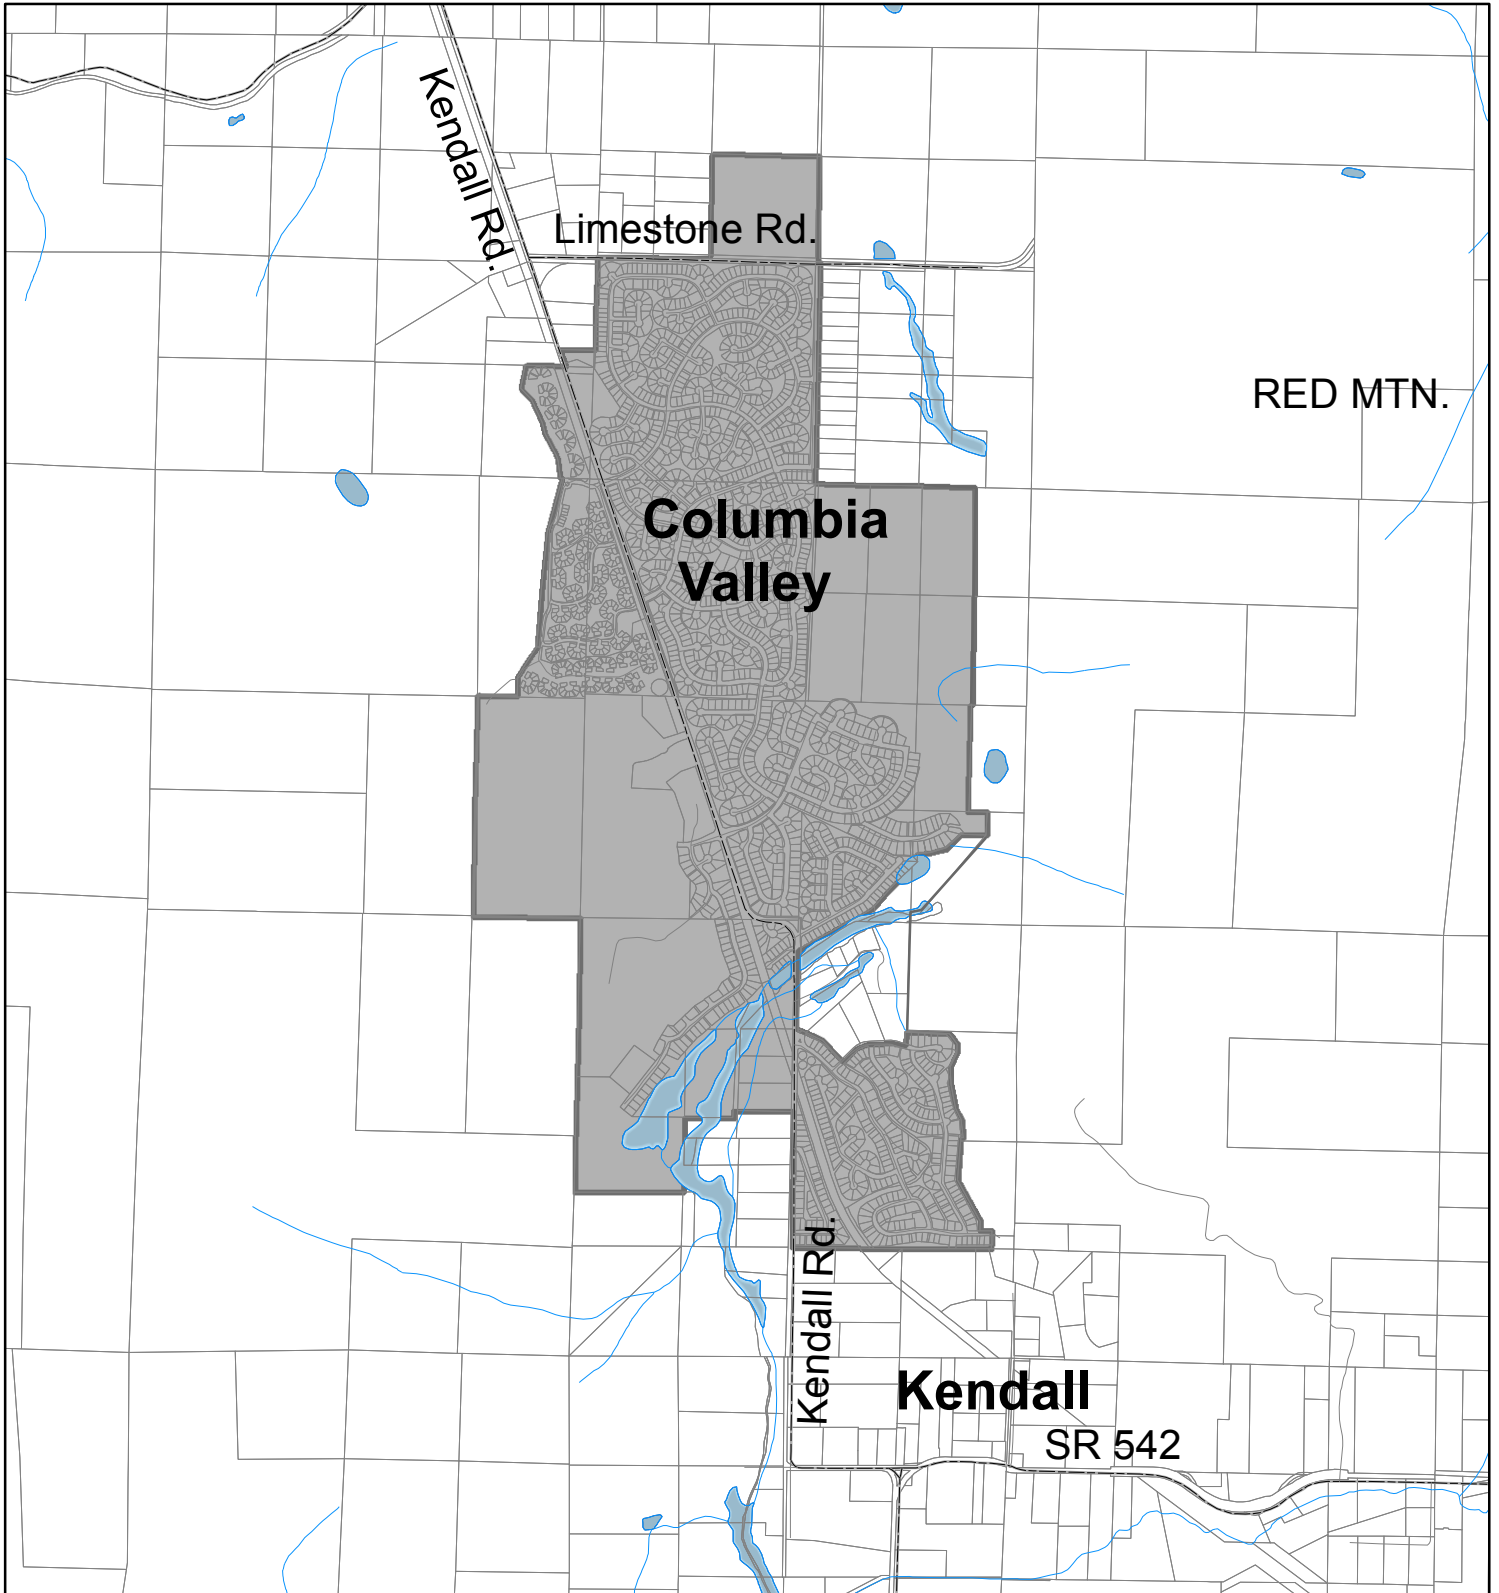 Kendall Rd.
Limestone Rd.
RED MTN.
Columbia
Valley
Kendall Rd.
Kendall
SR 542